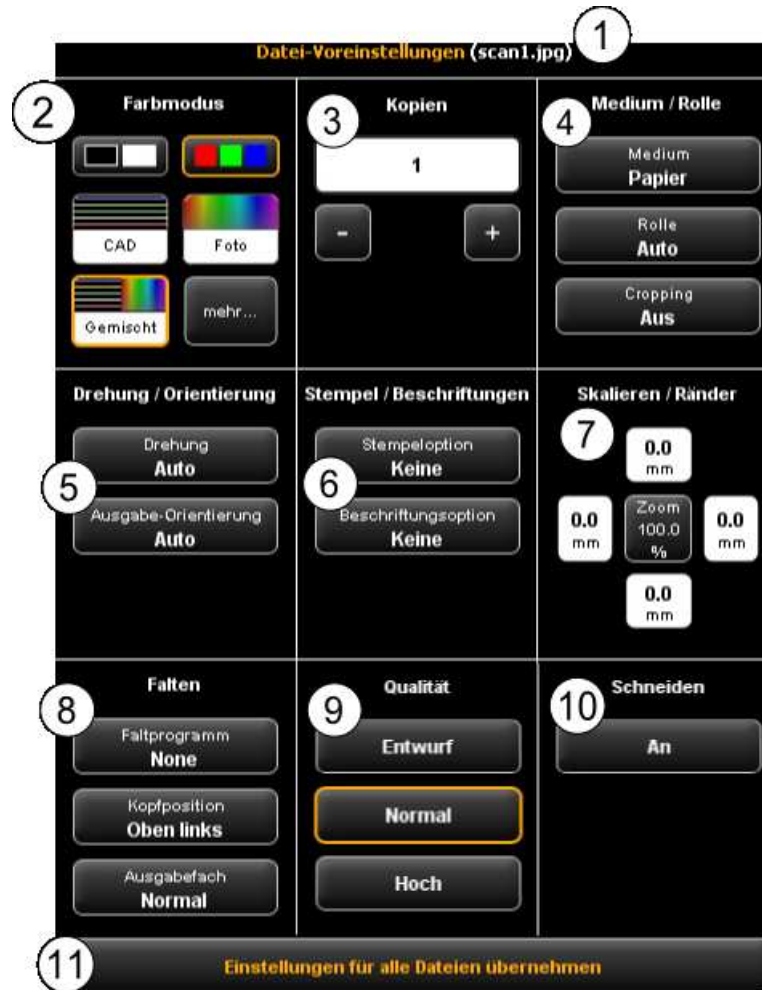 1
Datei-Voreinstellungen (scan1.jpg)
2
Farbmodus
CAD
Foto
Gemischt
mehr...
3
Kopien
1
-
+
4
Medium / Rolle
Medium
Papier
Rolle
Auto
Cropping
Aus
5
Drehung / Orientierung
Drehung
Auto
Ausgabe-Orientierung
Auto
6
Stempel / Beschriftungen
Stempeloption
Keine
Beschriftungsoption
Keine
7
Skalieren / Ränder
0.0
mm
0.0
mm
Zoom
100.0
%
0.0
mm
0.0
mm
8
Falten
Faltprogramm
None
Kopfposition
Oben links
Ausgabefach
Normal
9
Qualität
Entwurf
Normal
Hoch
10
Schneiden
An
11
Einstellungen für alle Dateien übernehmen